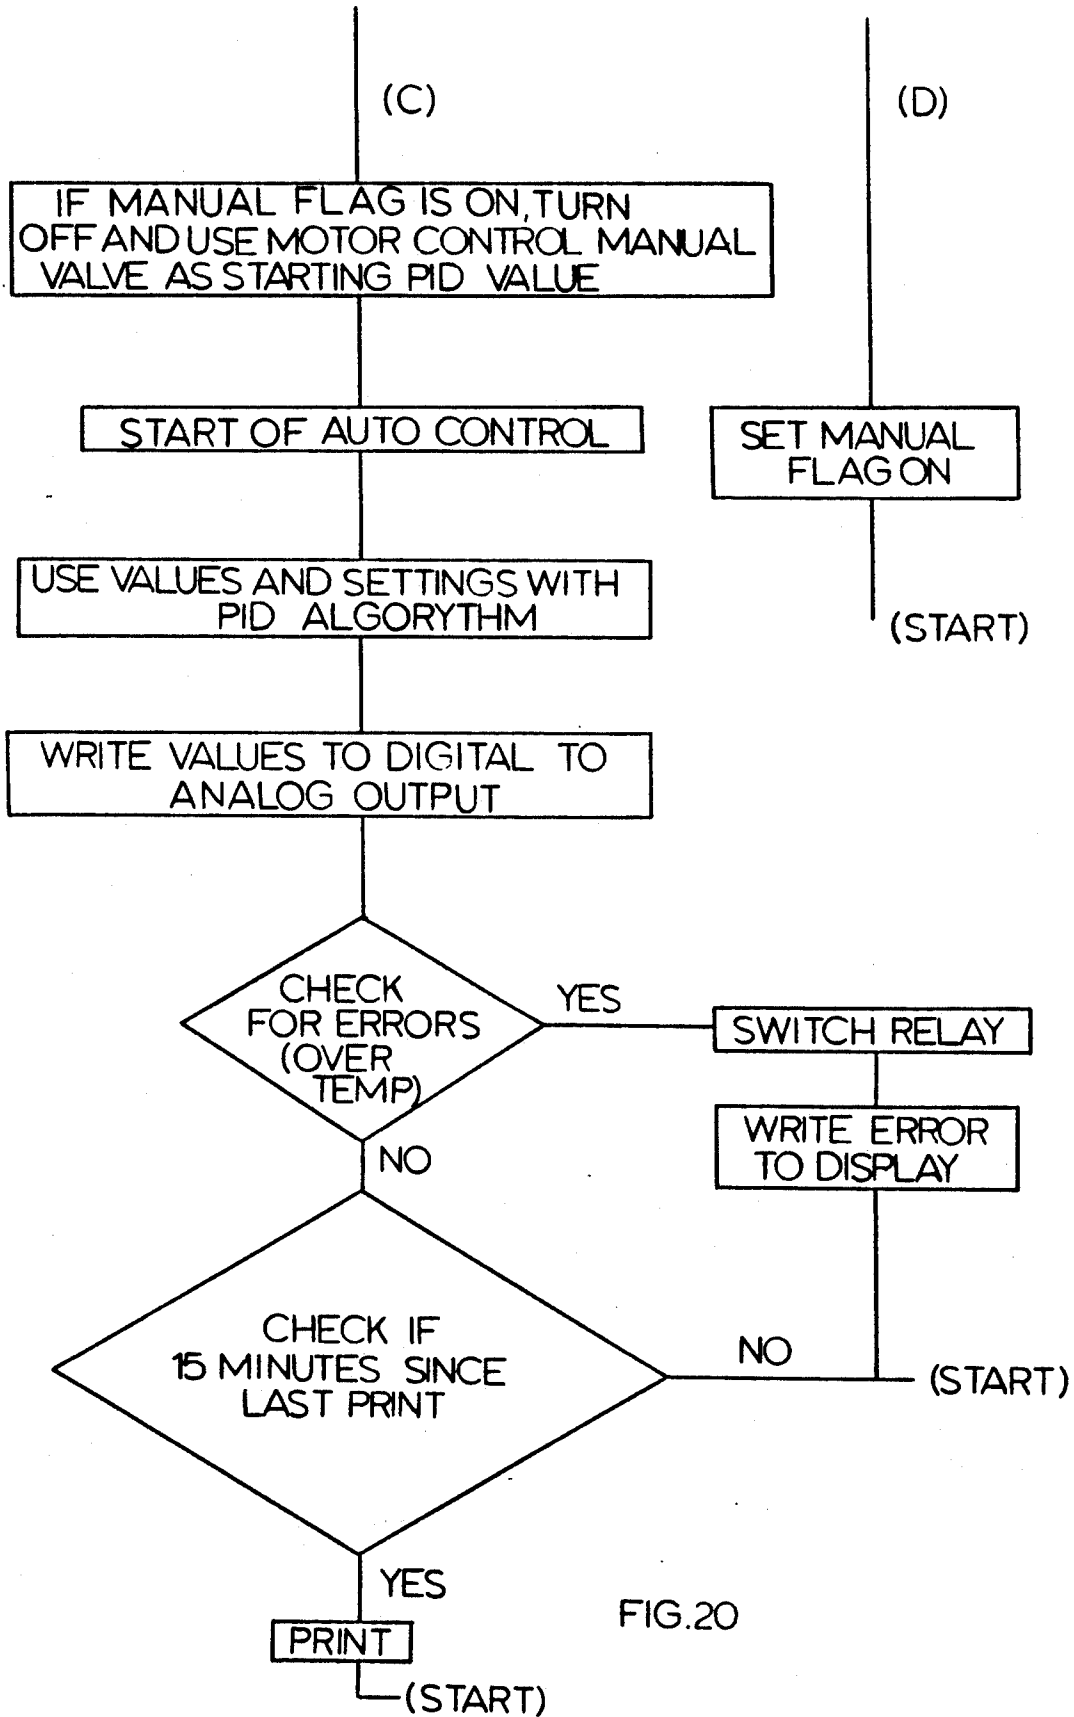 (C)
(D)
IF MANUAL FLAG IS ON, TURN
OFF AND USE MOTOR CONTROL MANUAL
VALVE AS STARTING PID VALUE
START OF AUTO CONTROL
SET MANUAL
FLAG ON
USE VALUES AND SETTINGS WITH
PID ALGORYTHM
(START)
WRITE VALUES TO DIGITAL TO
ANALOG OUTPUT
CHECK
FOR ERRORS
(OVER
TEMP)
YES
SWITCH RELAY
WRITE ERROR
TO DISPLAY
NO
CHECK IF
15 MINUTES SINCE
LAST PRINT
NO
(START)
YES
PRINT
(START)
FIG.20